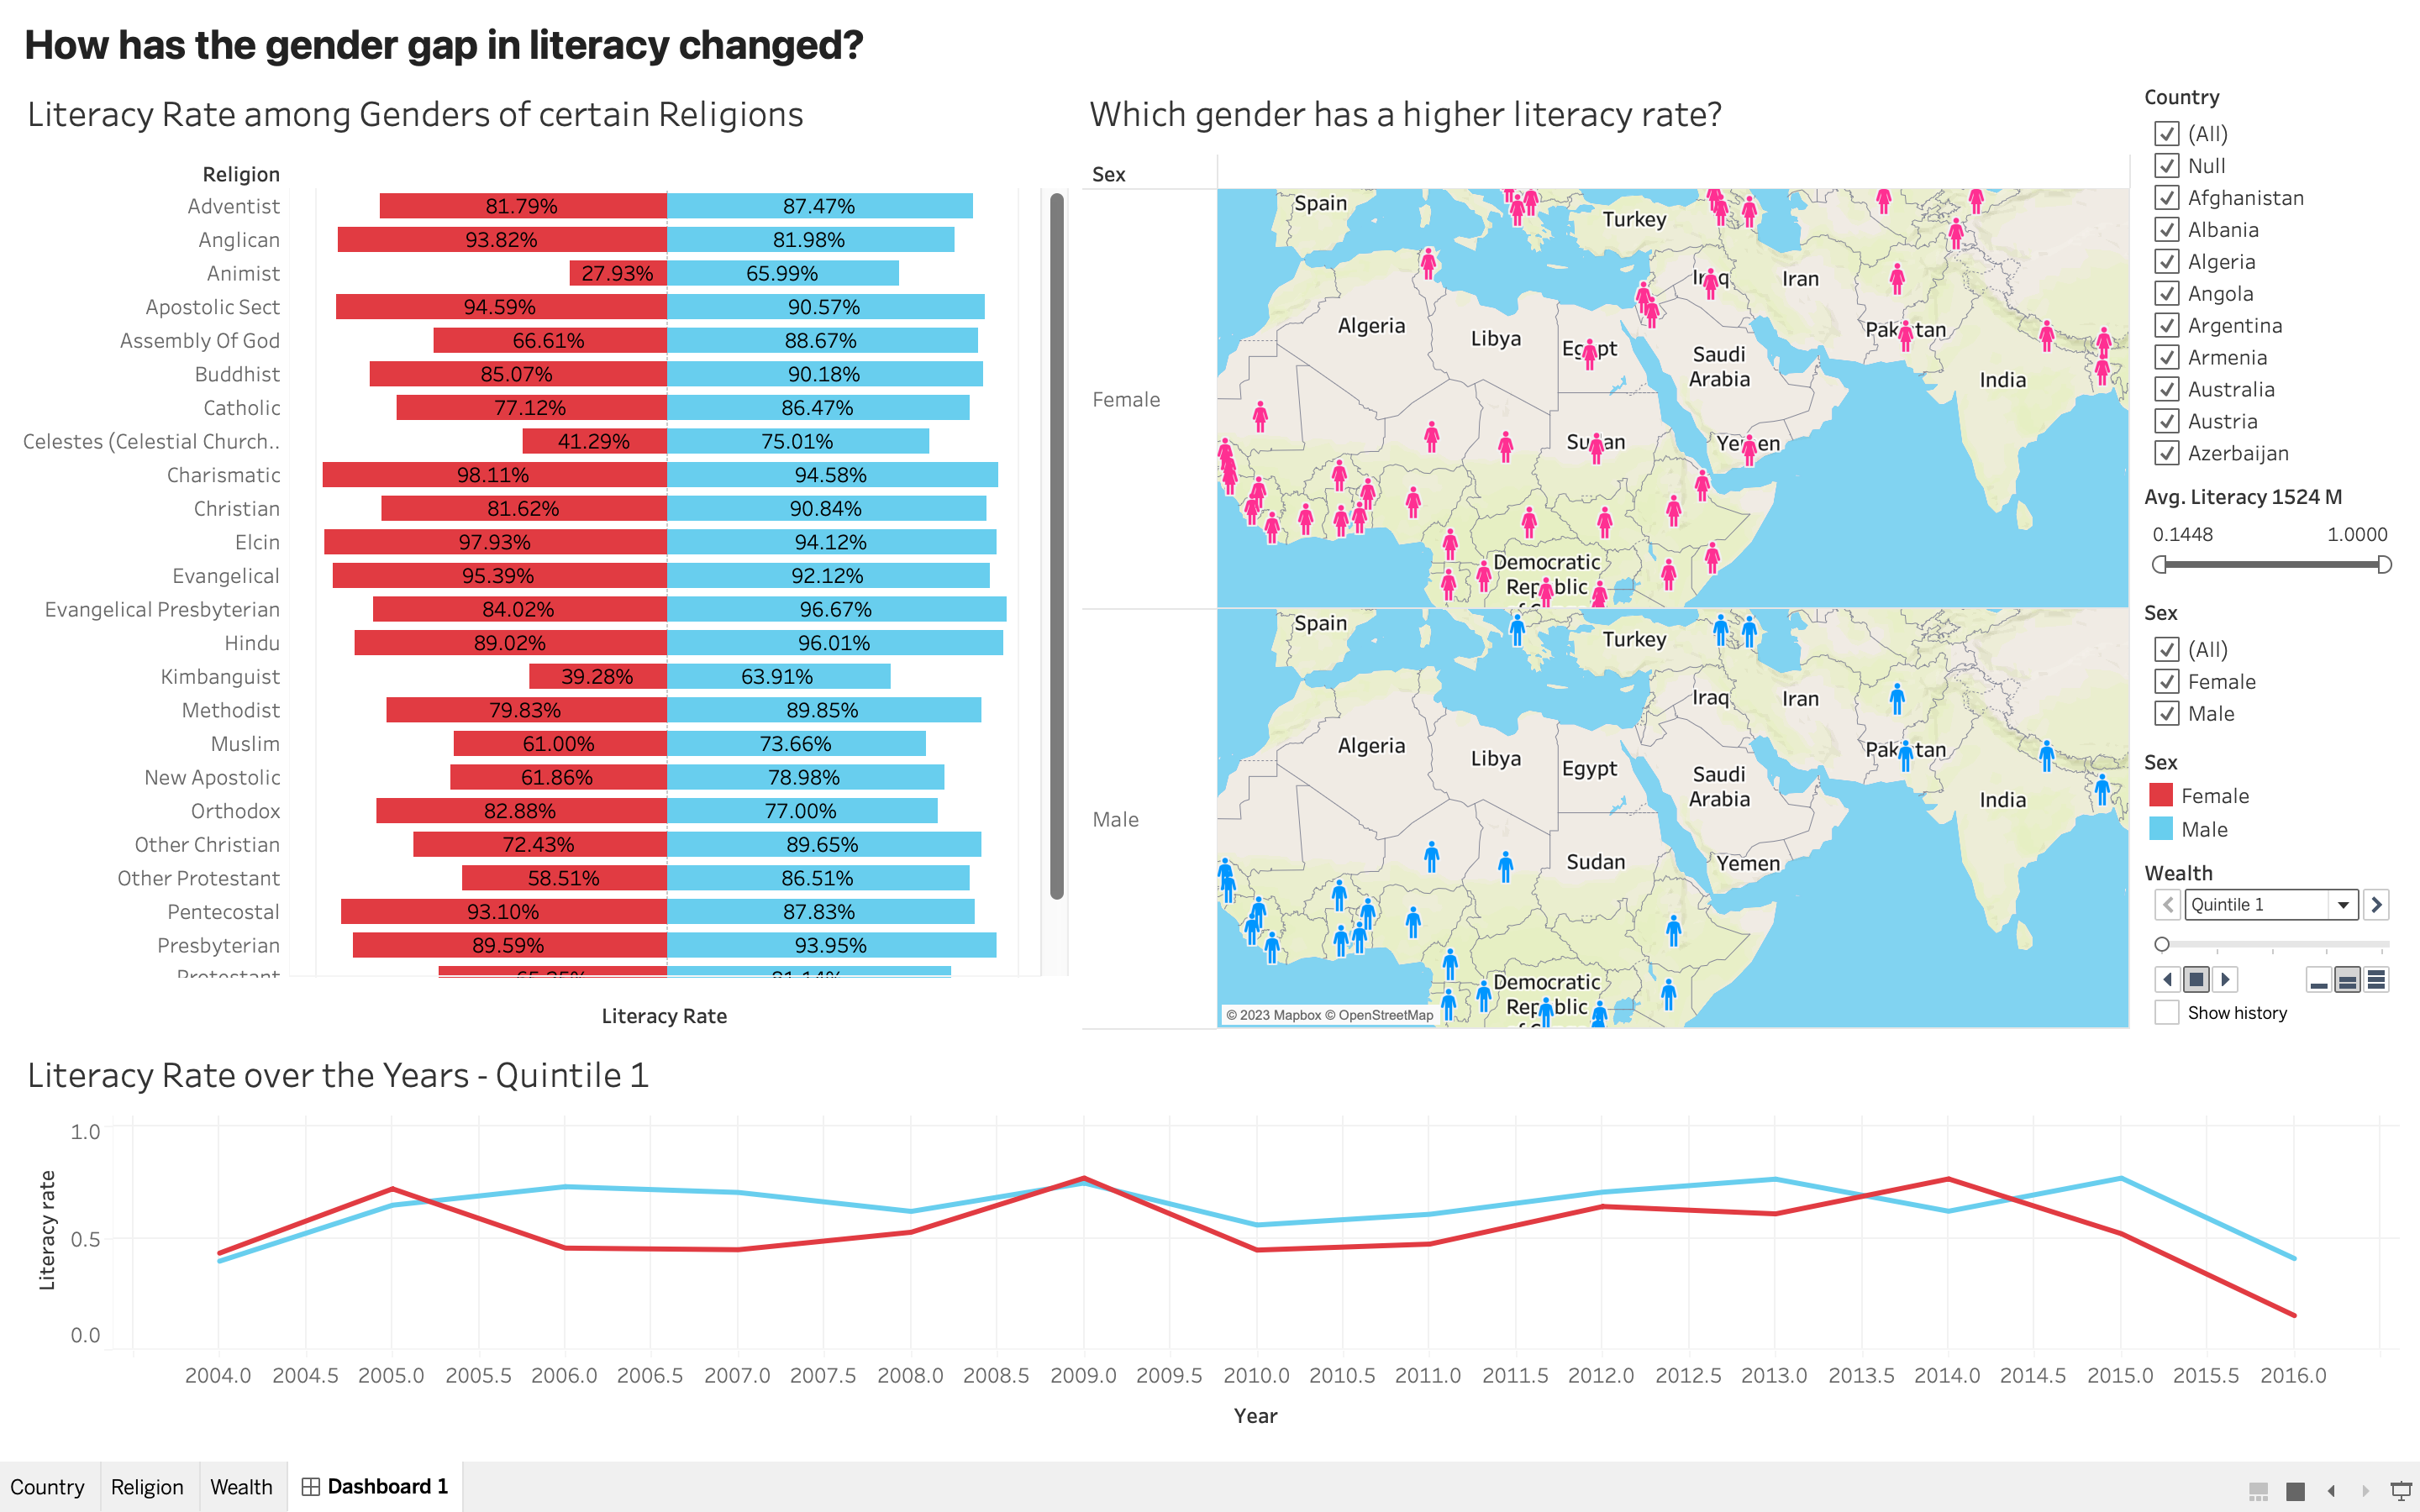 How has the gender gap in literacy changed?
Literacy Rate among Genders of certain Religions
Religion
Adventist 81.79% 87.47%
Anglican 93.82% 81.98%
Animist 27.93% 65.99%
Apostolic Sect 94.59% 90.57%
Assembly Of God 66.61% 88.67%
Buddhist 85.07% 90.18%
Catholic 77.12% 86.47%
Celestes (Celestial Church.. 41.29% 75.01%
Charismatic 98.11% 94.58%
Christian 81.62% 90.84%
Elcin 97.93% 94.12%
Evangelical 95.39% 92.12%
Evangelical Presbyterian 84.02% 96.67%
Hindu 89.02% 96.01%
Kimbanguist 39.28% 63.91%
Methodist 79.83% 89.85%
Muslim 61.00% 73.66%
New Apostolic 61.86% 78.98%
Orthodox 82.88% 77.00%
Other Christian 72.43% 89.65%
Other Protestant 58.51% 86.51%
Pentecostal 93.10% 87.83%
Presbyterian 89.59% 93.95%
Protestant
Literacy Rate
Which gender has a higher literacy rate?
Sex
Female
Spain
Turkey
Iraq
Iran
Algeria
Libya
Egypt
Pakistan
Saudi
Arabia
India
Sudan
Yemen
Democratic
Republic
Male
Spain
Turkey
Iraq
Iran
Algeria
Libya
Egypt
Pakistan
Saudi
Arabia
India
Sudan
Yemen
Democratic
Republic
© 2023 Mapbox © OpenStreetMap
Country
(All)
Null
Afghanistan
Albania
Algeria
Angola
Argentina
Armenia
Australia
Austria
Azerbaijan
Avg. Literacy 1524 M
0.1448 1.0000
Sex
(All)
Female
Male
Sex
Female
Male
Wealth
Quintile 1
Show history
Literacy Rate over the Years - Quintile 1
Literacy rate
1.0
0.5
0.0
2004.0 2004.5 2005.0 2005.5 2006.0 2006.5 2007.0 2007.5 2008.0 2008.5 2009.0 2009.5 2010.0 2010.5 2011.0 2011.5 2012.0 2012.5 2013.0 2013.5 2014.0 2014.5 2015.0 2015.5 2016.0
Year
Country Religion Wealth Dashboard 1